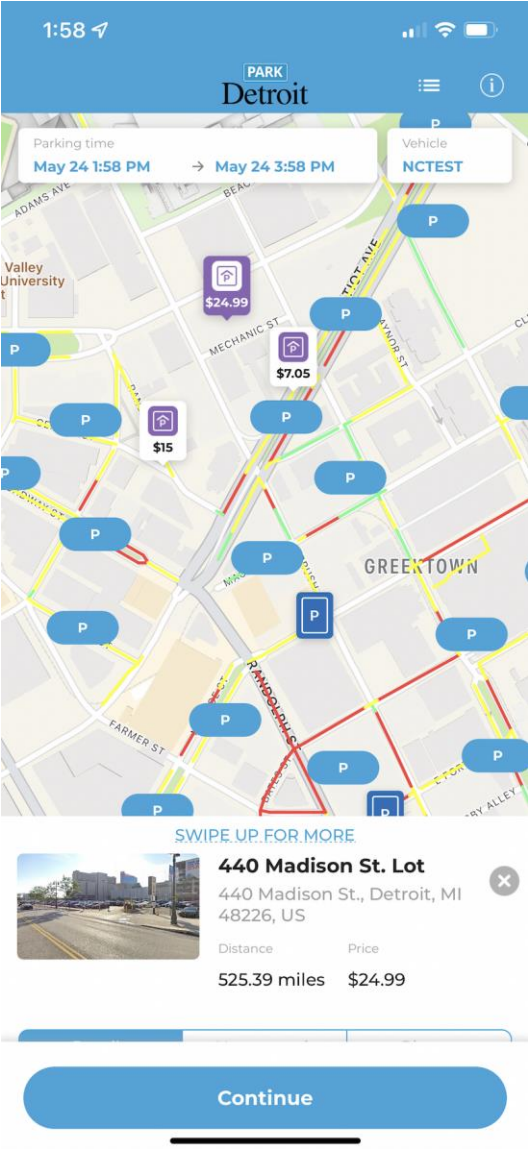 1:58
PARK
Detroit
P
Parking time
Vehicle
May 24 1:58 PM → May 24 3:58 PM
NCTEST
ADAMS AVE
P
Valley
University
$24.99
P
MECHANIC ST
P
$7.05
P
P
P
$15
P
P
P
P
GREEKTOWN
P
P
P
RANDOLPH ST
P
P
FARMER ST
P
BATES ST
P
P
SWIPE UP FOR MORE
440 Madison St. Lot
440 Madison St., Detroit, MI
48226, US
Distance
Price
525.39 miles
$24.99
Continue